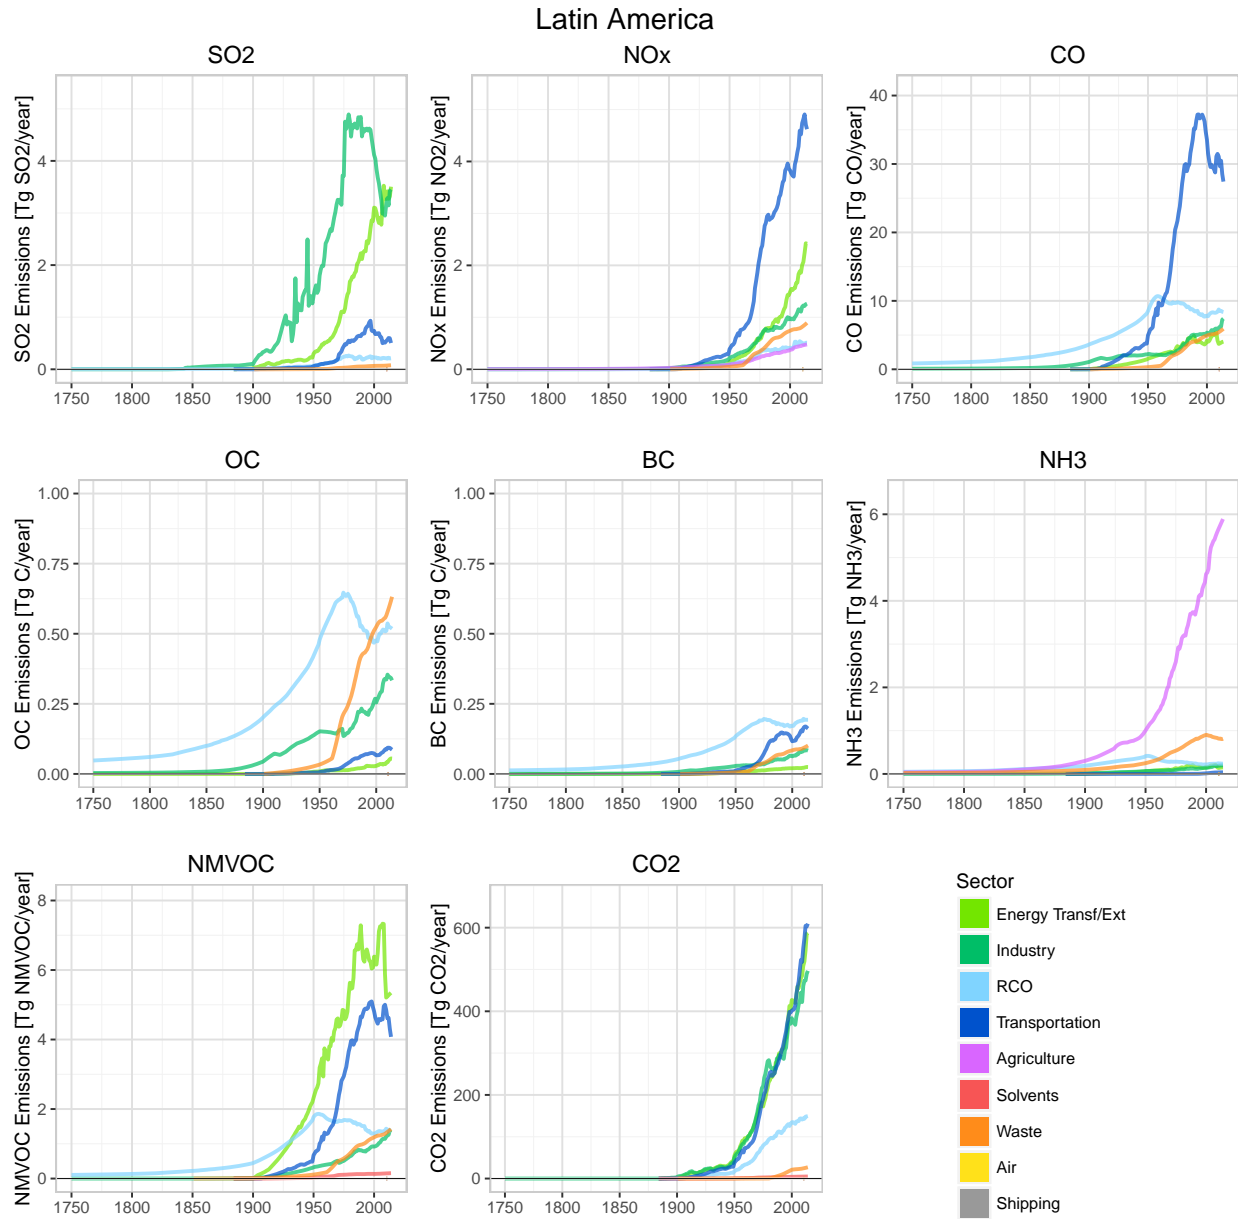 Latin America
SO2
SO2 Emissions [Tg SO2/year]
4
2
0
1750 1800 1850 1900 1950 2000
NOx
NOx Emissions [Tg NO2/year]
4
2
0
1750 1800 1850 1900 1950 2000
CO
CO Emissions [Tg CO/year]
40
30
20
10
0
1750 1800 1850 1900 1950 2000
OC
OC Emissions [Tg C/year]
1.00
0.75
0.50
0.25
0.00
1750 1800 1850 1900 1950 2000
BC
BC Emissions [Tg C/year]
1.00
0.75
0.50
0.25
0.00
1750 1800 1850 1900 1950 2000
NH3
NH3 Emissions [Tg NH3/year]
6
4
2
0
1750 1800 1850 1900 1950 2000
NMVOC
NMVOC Emissions [Tg NMVOC/year]
8
6
4
2
0
1750 1800 1850 1900 1950 2000
CO2
CO2 Emissions [Tg CO2/year]
600
400
200
0
1750 1800 1850 1900 1950 2000
Sector
Energy Transf/Ext
Industry
RCO
Transportation
Agriculture
Solvents
Waste
Air
Shipping